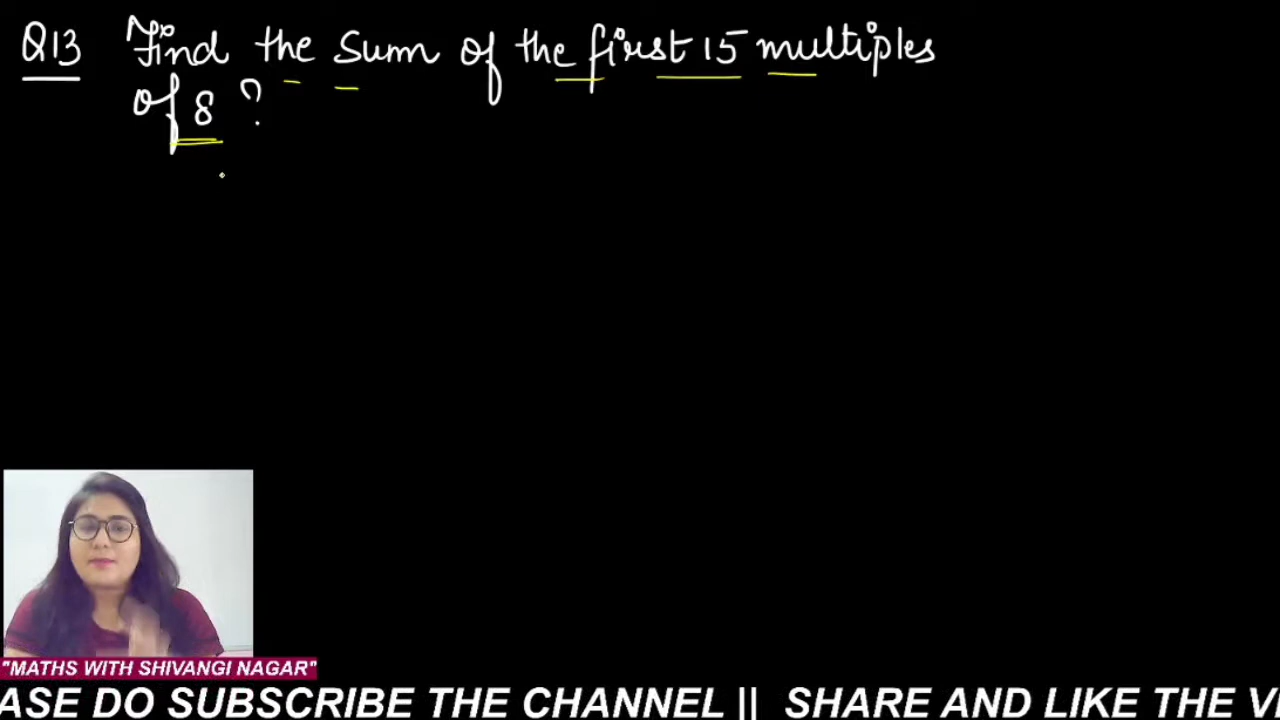 Q13 Find the sum of the first 15 multiples
of 8 ?
"MATHS WITH SHIVANGI NAGAR"
ASE DO SUBSCRIBE THE CHANNEL || SHARE AND LIKE THE V